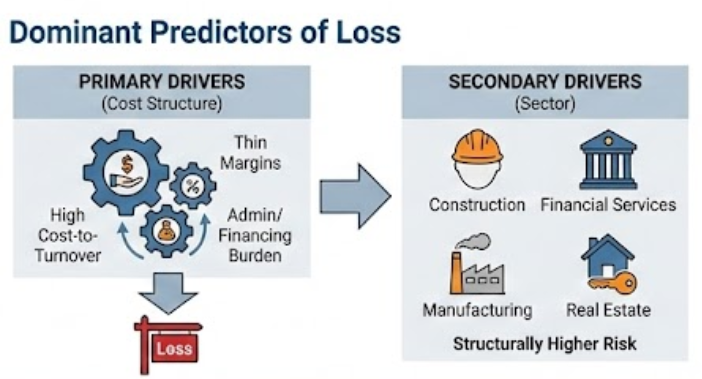 Dominant Predictors of Loss
PRIMARY DRIVERS
(Cost Structure)
$
%
Thin
Margins
High
Cost-to-
Turnover
Admin/
Financing
Burden
Loss
SECONDARY DRIVERS
(Sector)
Construction
Financial Services
Manufacturing
Real Estate
Structurally Higher Risk